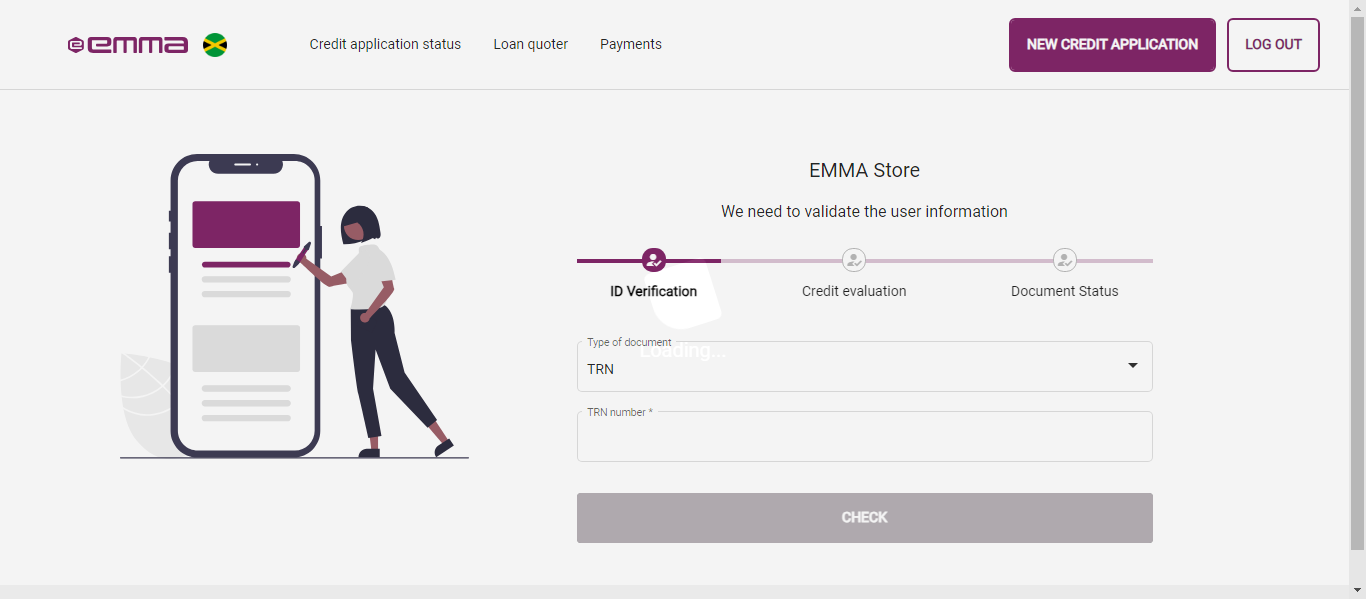 emma
Credit application status
Loan quoter
Payments
NEW CREDIT APPLICATION
LOG OUT
EMMA Store
We need to validate the user information
ID Verification
Credit evaluation
Document Status
Loading...
Type of document
TRN
TRN number *
CHECK